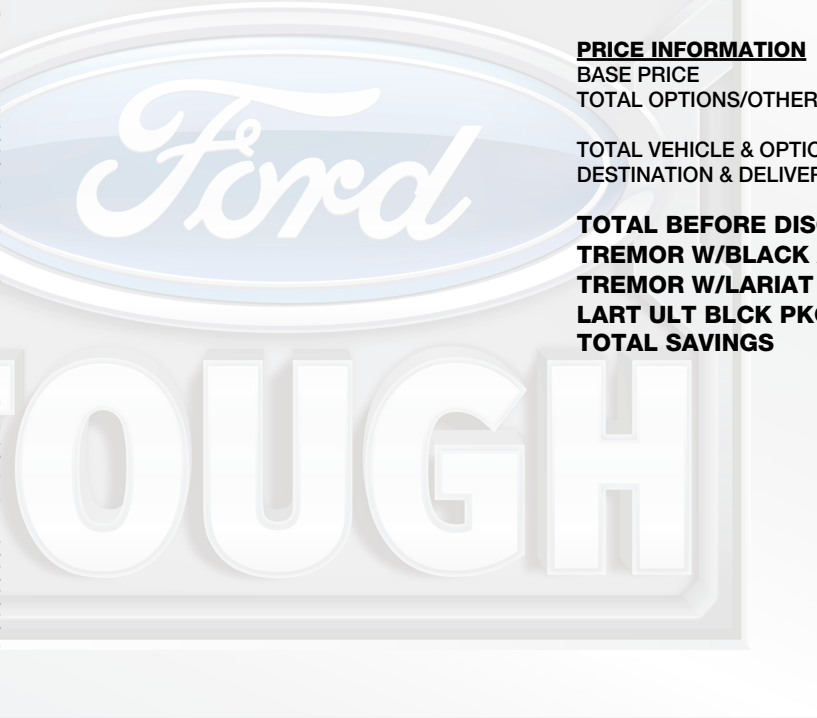 Ford
TOUGH
PRICE INFORMATION
BASE PRICE
TOTAL OPTIONS/OTHER
TOTAL VEHICLE & OPTIO
DESTINATION & DELIVER
TOTAL BEFORE DIS
TREMOR W/BLACK
TREMOR W/LARIAT
LART ULT BLCK PK
TOTAL SAVINGS